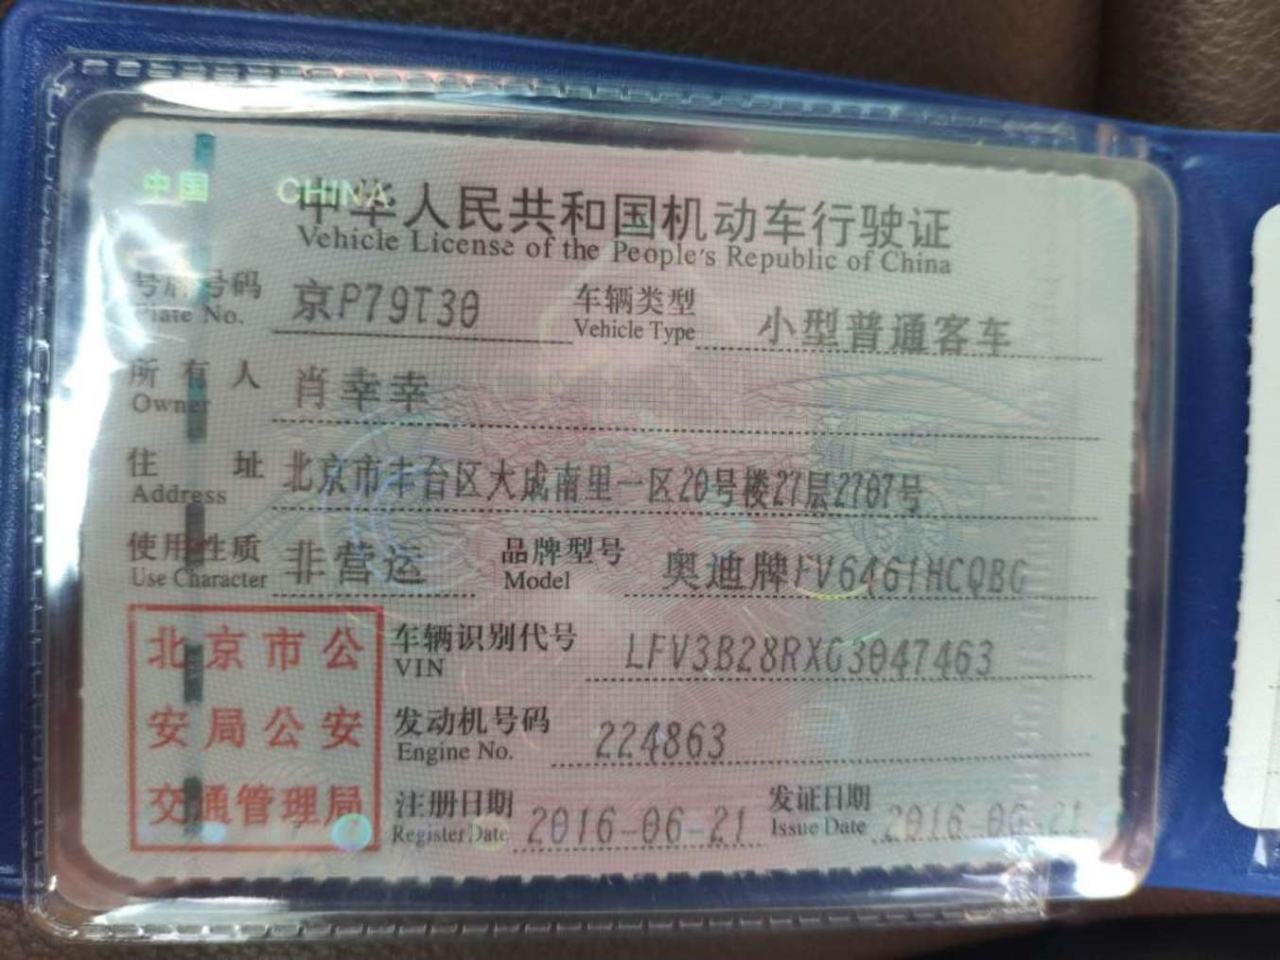 中国 CHINA
中华人民共和国机动车行驶证
Vehicle License of the People's Republic of China
号牌号码 京P79T30 车辆类型 小型普通客车
Plate No. Vehicle Type
所有人 肖幸幸
Owner
住址 北京市丰台区大成南里一区20号楼27层2707号
Address
使用性质 非营运 品牌型号 奥迪牌FV6461HCQBG
Use Character Model
北京市公
安局公安
交通管理局
车辆识别代号 LFV3B28RXG3047463
VIN
发动机号码 224863
Engine No.
注册日期 2016-06-21 发证日期 2016-06-21
Register Date Issue Date